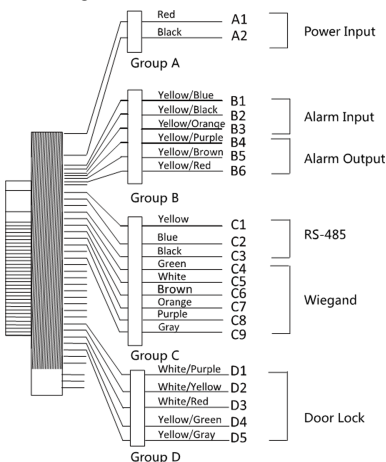 Red A1
Black A2
Power Input
Group A
Yellow/Blue B1
Yellow/Black B2
Yellow/Orange B3
Alarm Input
Yellow/Purple B4
Yellow/Brown B5
Yellow/Red B6
Alarm Output
Group B
Yellow C1
Blue C2
Black C3
RS-485
Green C4
White C5
Brown C6
Orange C7
Purple C8
Gray C9
Wiegand
Group C
White/Purple D1
White/Yellow D2
White/Red D3
Yellow/Green D4
Yellow/Gray D5
Door Lock
Group D